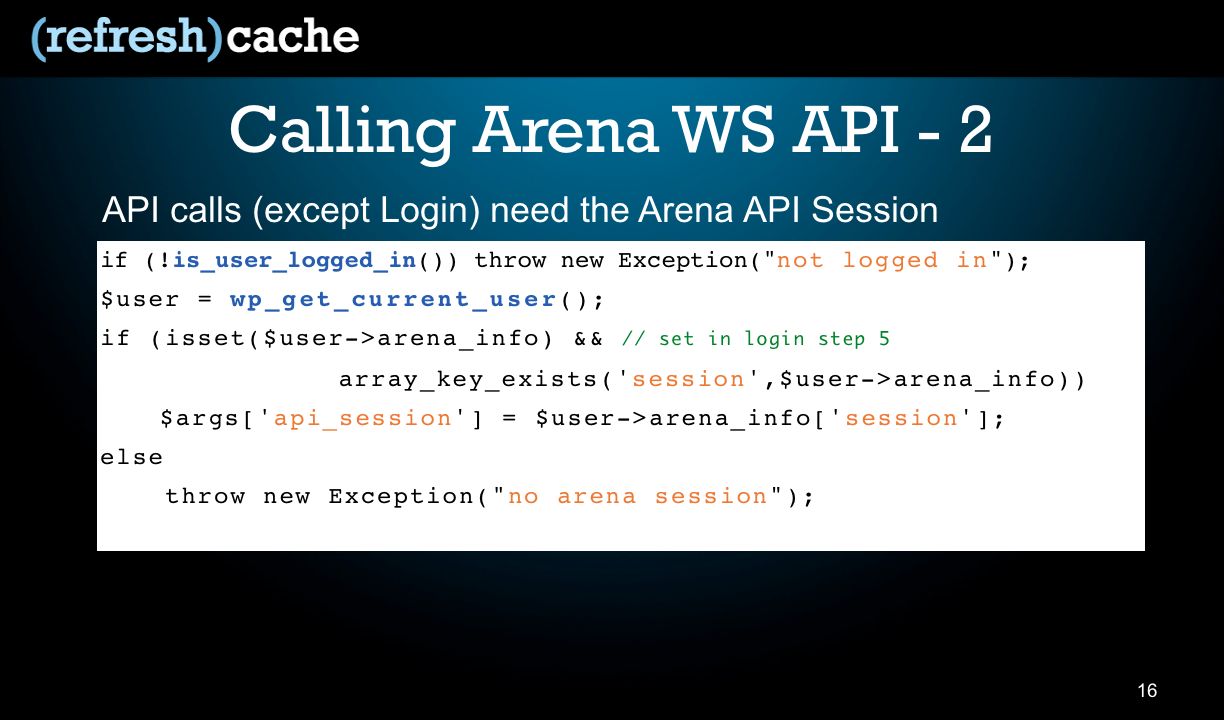 (refresh)cache
Calling Arena WS API - 2
API calls (except Login) need the Arena API Session
if (!is_user_logged_in()) throw new Exception("not logged in");
$user = wp_get_current_user();
if (isset($user->arena_info) && // set in login step 5
array_key_exists('session',$user->arena_info))
$args['api_session'] = $user->arena_info['session'];
else
throw new Exception("no arena session");
16